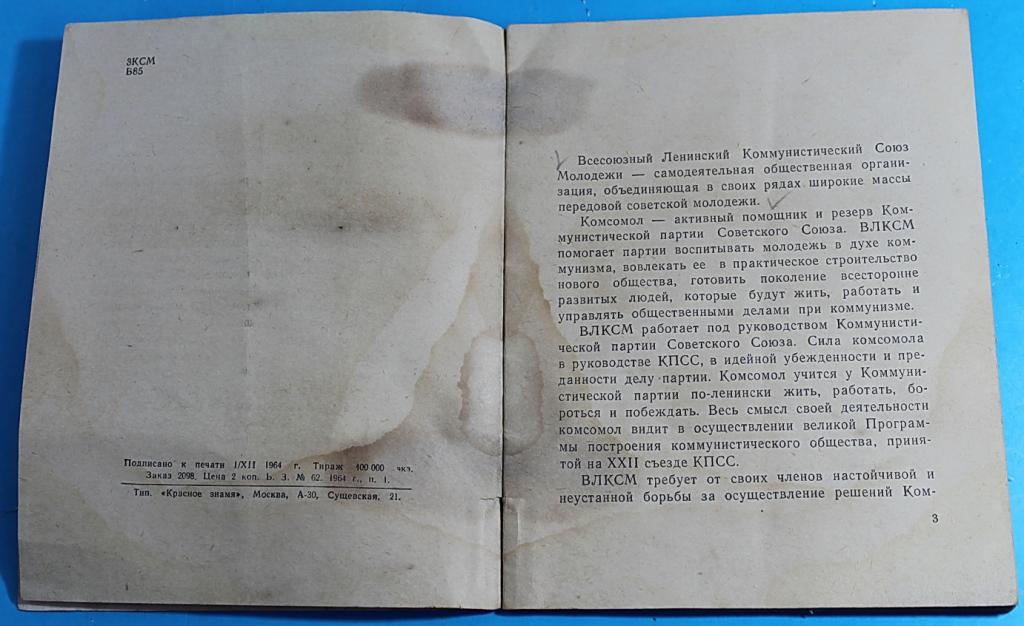 3КСМ
Б85
Подписано к печати 1/XII 1964 г. Тираж 400 000 экз.
Заказ 2098. Цена 2 коп. Б. З. № 62. 1964 г., п. 1.
Тип. «Красное знамя», Москва, А-30, Сущевская, 21.
Всесоюзный Ленинский Коммунистический Союз
Молодежи — самодеятельная общественная органи-
зация, объединяющая в своих рядах широкие массы
передовой советской молодежи.
Комсомол — активный помощник и резерв Ком-
мунистической партии Советского Союза. ВЛКСМ
помогает партии воспитывать молодежь в духе ком-
мунизма, вовлекать ее в практическое строительство
нового общества, готовить поколение всесторонне
развитых людей, которые будут жить, работать и
управлять общественными делами при коммунизме.
ВЛКСМ работает под руководством Коммунисти-
ческой партии Советского Союза. Сила комсомола
в руководстве КПСС, в идейной убежденности и пре-
данности делу партии. Комсомол учится у Коммуни-
стической партии по-ленински жить, работать, бо-
роться и побеждать. Весь смысл своей деятельности
комсомол видит в осуществлении великой Програм-
мы построения коммунистического общества, приня-
той на XXII съезде КПСС.
ВЛКСМ требует от своих членов настойчивой и
неустанной борьбы за осуществление решений Ком-
3